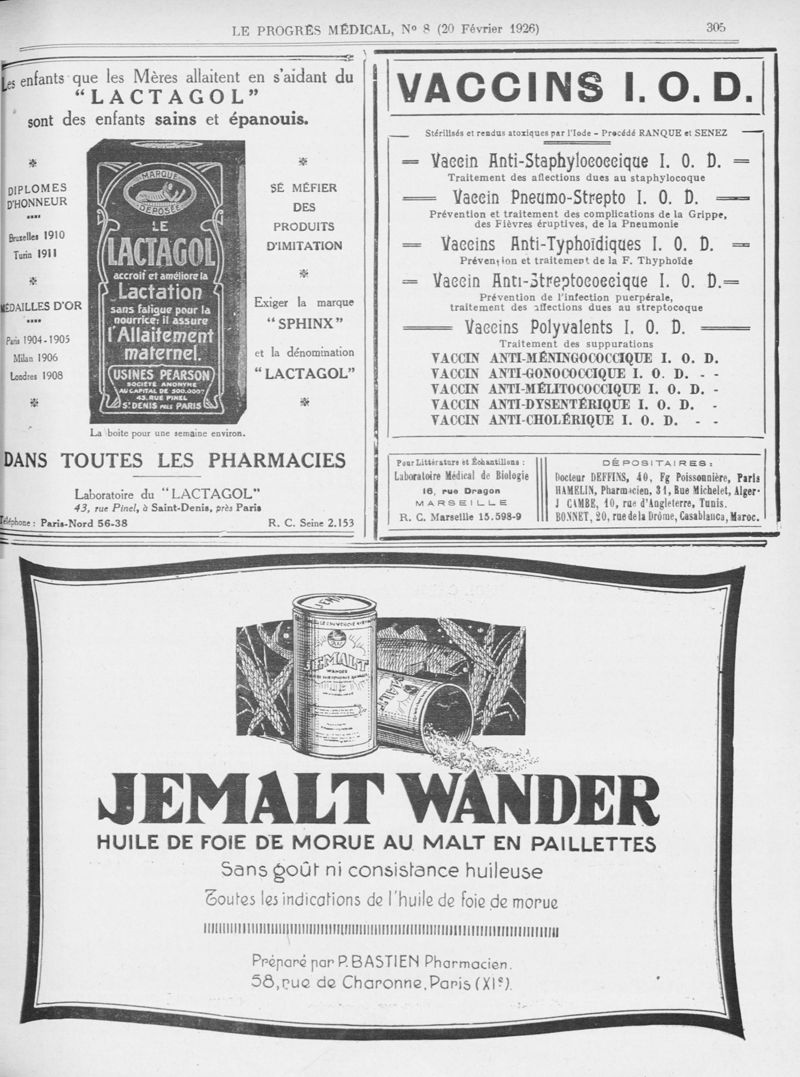 LE PROGRÈS MÉDICAL, No 8 (20 Février 1926)
305
Les enfants que les Mères allaitent en s'aidant du
"LACTAGOL"
sont des enfants sains et épanouis.
DIPLOMES
D'HONNEUR
Bruxelles 1910
Turin 1911
MÉDAILLES D'OR
Paris 1904-1905
Milan 1906
Londres 1908
MARQUE
DÉPOSÉE
LE
LACTAGOL
accroit et améliore la
Lactation
sans fatigue pour la
nourrice; il assure
l'Allaitement
maternel.
USINES PEARSON
SOCIÉTÉ ANONYME
AU CAPITAL DE 500.000
43, RUE PINEL
ST DENIS PRÈS PARIS
SE MÉFIER
DES
PRODUITS
D'IMITATION
Exiger la marque
"SPHINX"
et la dénomination
"LACTAGOL"
La boite pour une semaine environ.
DANS TOUTES LES PHARMACIES
Laboratoire du "LACTAGOL"
43, rue Pinel, à Saint-Denis, près Paris
Téléphone : Paris-Nord 56-38
R. C. Seine 2.153
VACCINS I. O. D.
Stérilisés et rendus atoxiques par l'Iode - Procédé RANQUE et SENEZ
Vaccin Anti-Staphylococcique I. O. D.
Traitement des affections dues au staphylocoque
Vaccin Pneumo-Strepto I. O. D.
Prévention et traitement des complications de la Grippe,
des Fièvres éruptives, de la Pneumonie
Vaccins Anti-Typhoïdiques I. O. D.
Prévention et traitement de la F. Thyphoïde
Vaccin Anti-Streptococcique I. O. D.
Prévention de l'infection puerpérale,
traitement des affections dues au streptocoque
Vaccins Polyvalents I. O. D.
Traitement des suppurations
VACCIN ANTI-MÉNINGOCOCCIQUE I. O. D.
VACCIN ANTI-GONOCOCCIQUE I. O. D. - -
VACCIN ANTI-MÉLITOCOCCIQUE I. O. D. -
VACCIN ANTI-DYSENTÉRIQUE I. O. D. -
VACCIN ANTI-CHOLÉRIQUE I. O. D. - -
Pour Littérature et Échantillons :
Laboratoire Médical de Biologie
16, rue Dragon
MARSEILLE
R. C. Marseille 15.598-9
DÉPOSITAIRES :
Docteur DEFFINS, 40, Fg Poissonnière, Paris
HAMELIN, Pharmacien, 31, Rue Michelet, Alger-
J CAMBE, 10, rue d'Angleterre, Tunis.
BONNET, 20, rue de la Drôme, Casablanca, Maroc.
JEMALT
WANDER
JEMALT WANDER
HUILE DE FOIE DE MORUE AU MALT EN PAILLETTES
Sans goût ni consistance huileuse
Toutes les indications de l'huile de foie de morue
Préparé par P. BASTIEN Pharmacien.
58, rue de Charonne, Paris (XIe).